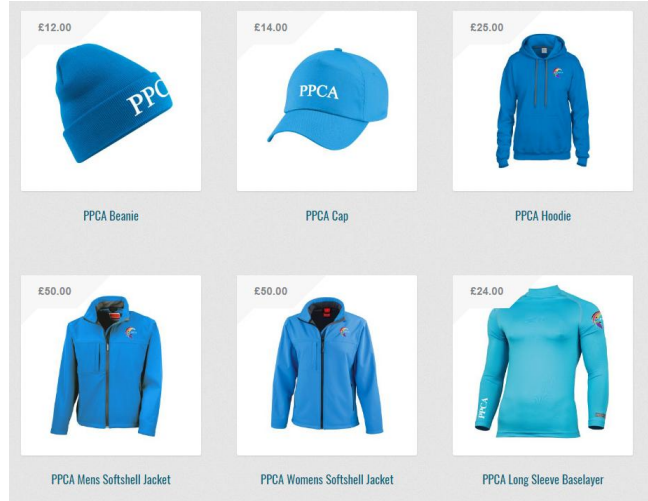 £12.00
£14.00
£25.00
PPC
PPCA
PPCA Beanie
PPCA Cap
PPCA Hoodie
£50.00
£50.00
£24.00
PPCA
PPCA Mens Softshell Jacket
PPCA Womens Softshell Jacket
PPCA Long Sleeve Baselayer